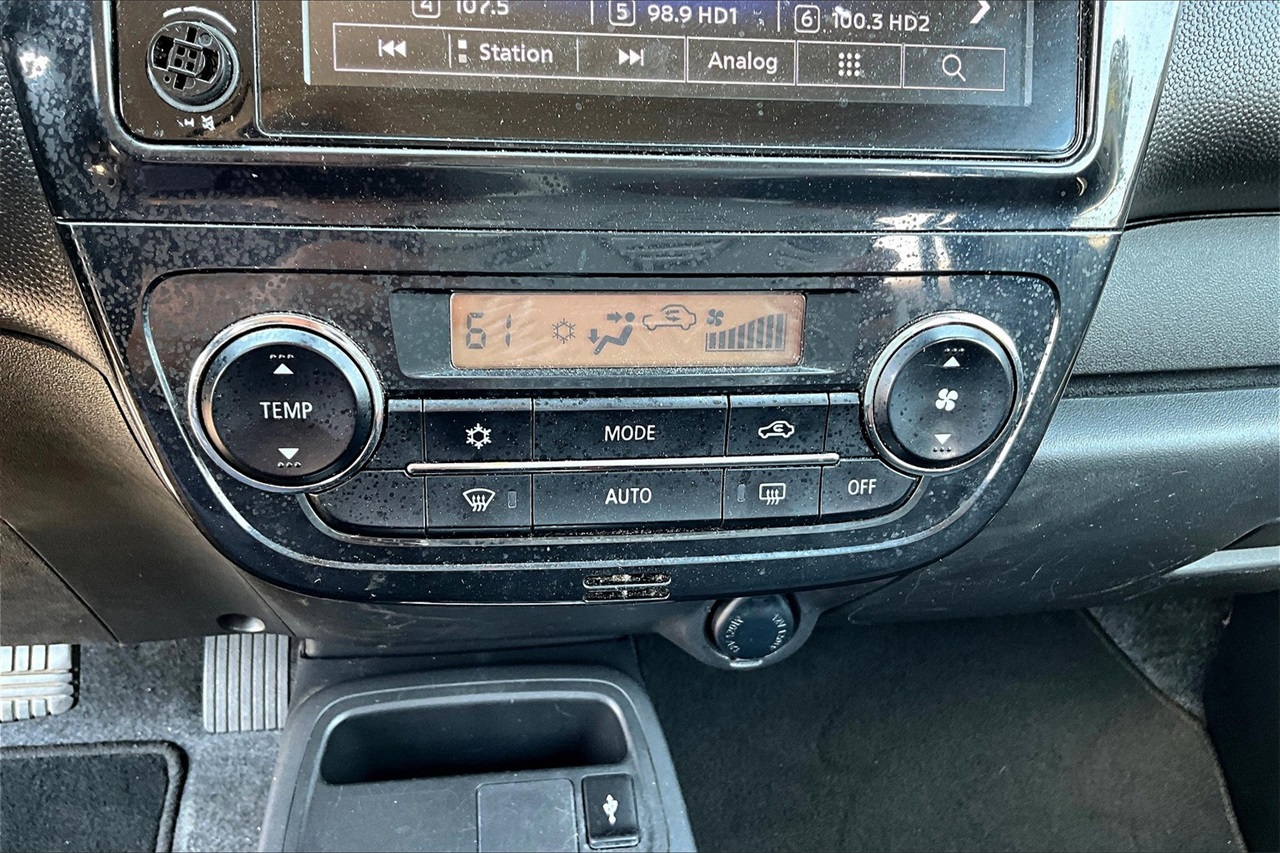 4 107.5 5 98.9 HD1 6 100.3 HD2
Station Analog
61
TEMP
MODE
AUTO
OFF